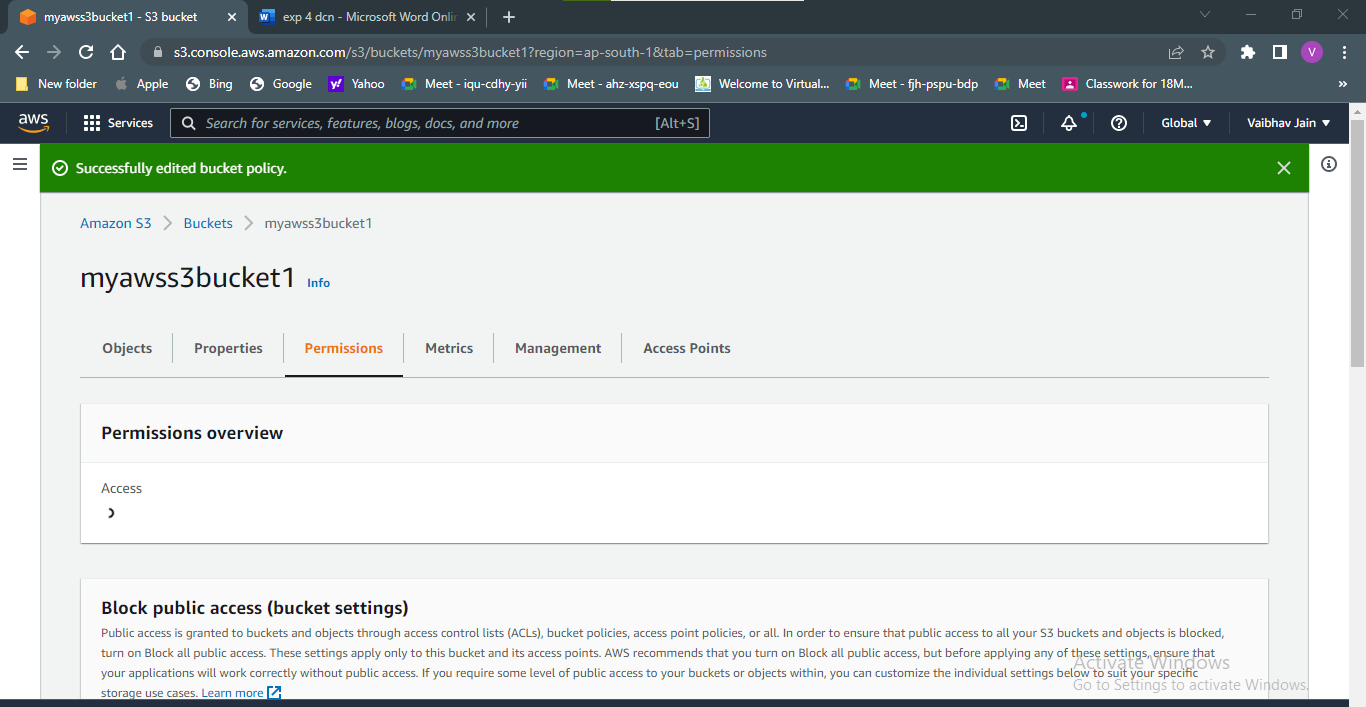 myawss3bucket1 - S3 bucket
exp 4 dcn - Microsoft Word Onlin
s3.console.aws.amazon.com/s3/buckets/myawss3bucket1?region=ap-south-1&tab=permissions
V
New folder
Apple
Bing
Google
Yahoo
Meet - iqu-cdhy-yii
Meet - ahz-xspq-eou
Welcome to Virtual...
Meet - fjh-pspu-bdp
Meet
Classwork for 18M...
»
aws
Services
Search for services, features, blogs, docs, and more
[Alt+S]
Global
Vaibhav Jain
Successfully edited bucket policy.
Amazon S3
Buckets
myawss3bucket1
myawss3bucket1 Info
Objects
Properties
Permissions
Metrics
Management
Access Points
Permissions overview
Access
Block public access (bucket settings)
Public access is granted to buckets and objects through access control lists (ACLs), bucket policies, access point policies, or all. In order to ensure that public access to all your S3 buckets and objects is blocked,
turn on Block all public access. These settings apply only to this bucket and its access points. AWS recommends that you turn on Block all public access, but before applying any of these settings, ensure that
your applications will work correctly without public access. If you require some level of public access to your buckets or objects within, you can customize the individual settings below to suit your specific
storage use cases. Learn more
Activate Windows
Go to Settings to activate Windows.